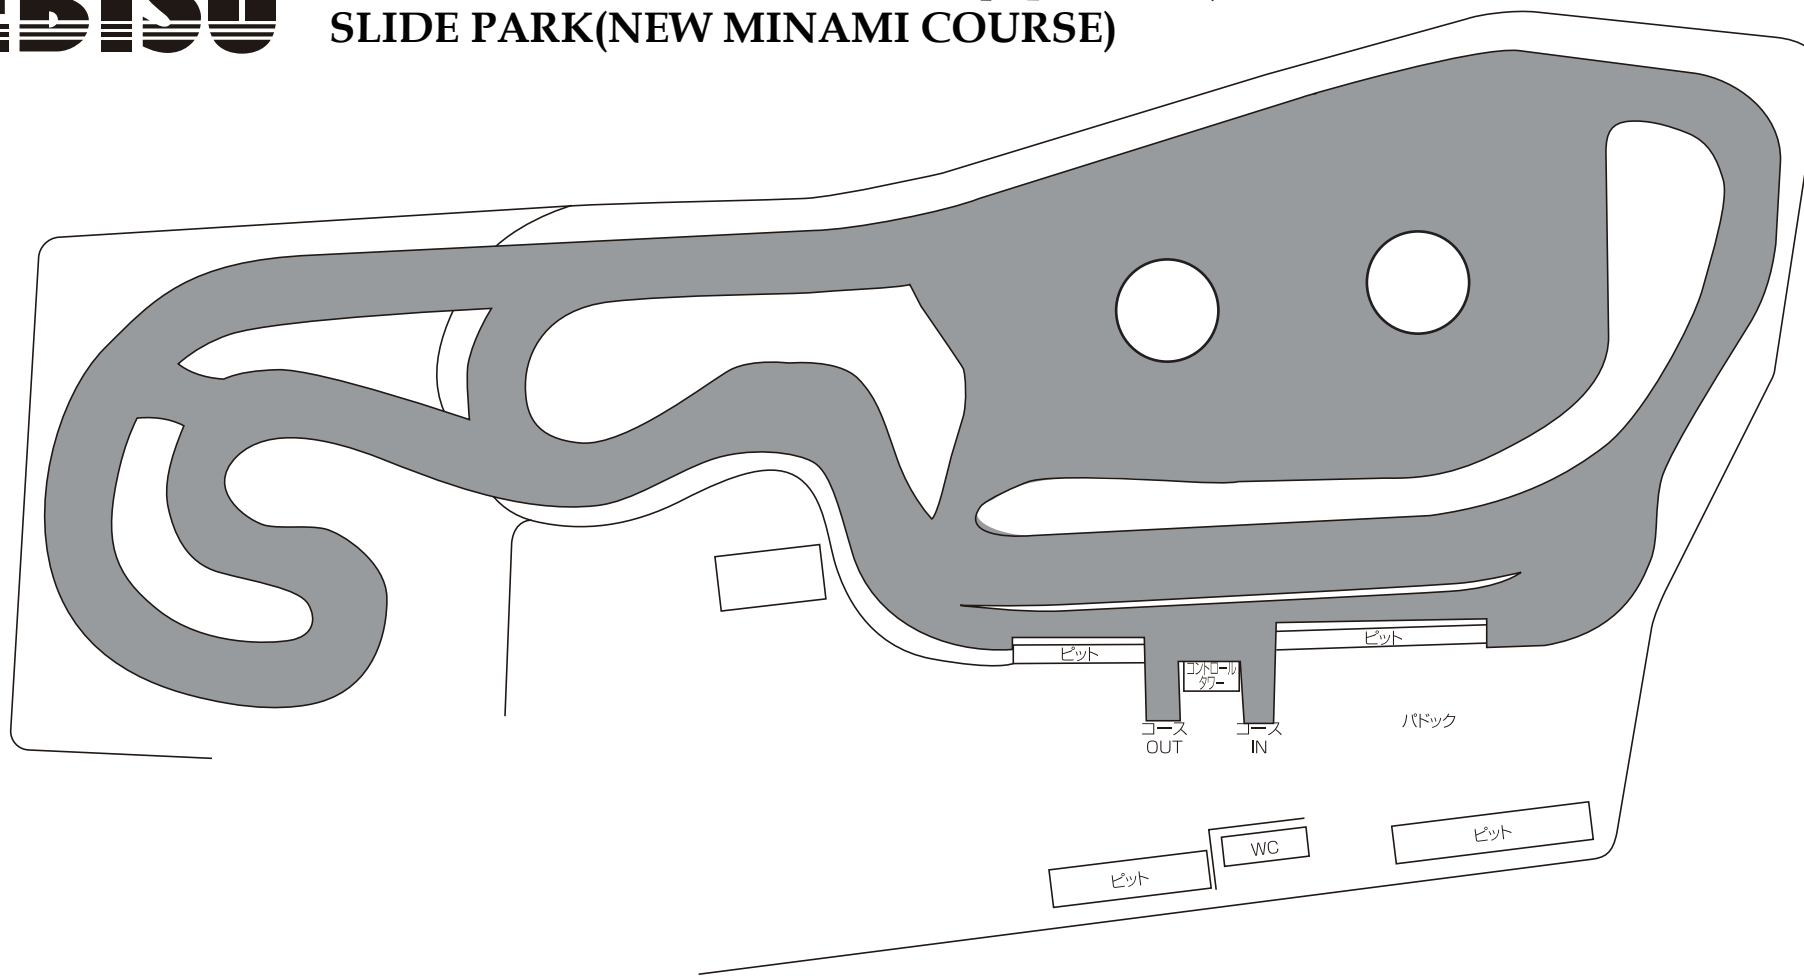 EBISU
SLIDE PARK(NEW MINAMI COURSE)
ピット
ピット
コントロール
タワー
コース
OUT
コース
IN
パドック
ピット
WC
ピット